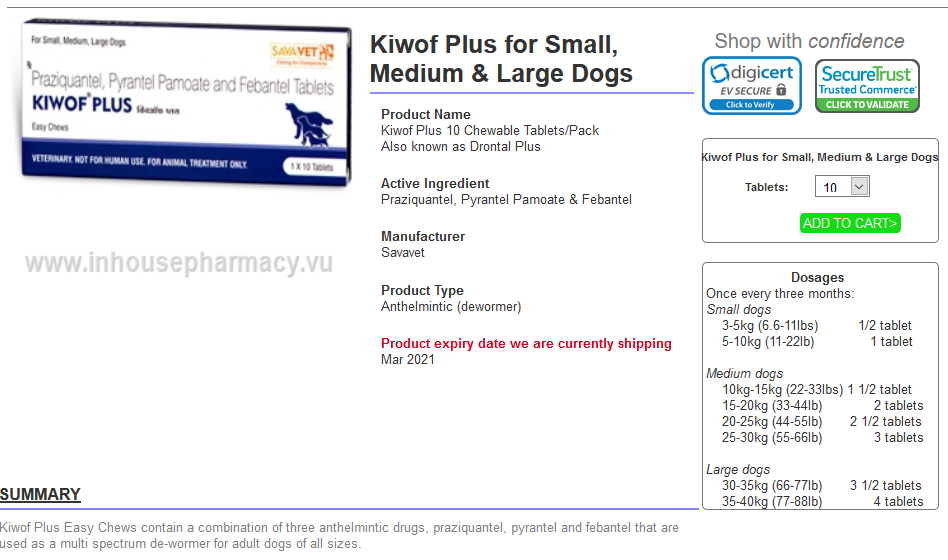 For Small, Medium, Large Dogs
SAVAVET
Caring for Companions
Praziquantel, Pyrantel Pamoate and Febantel Tablets
KIWOF® PLUS किवॉफ प्लस
Easy Chews
VETERINARY. NOT FOR HUMAN USE. FOR ANIMAL TREATMENT ONLY.
1 X 10 Tablets
www.inhousepharmacy.vu
Kiwof Plus for Small,
Medium & Large Dogs
Product Name
Kiwof Plus 10 Chewable Tablets/Pack
Also known as Drontal Plus
Active Ingredient
Praziquantel, Pyrantel Pamoate & Febantel
Manufacturer
Savavet
Product Type
Anthelmintic (dewormer)
Product expiry date we are currently shipping
Mar 2021
Shop with confidence
digicert
EV SECURE
Click to Verify
SecureTrust™
Trusted Commerce®
CLICK TO VALIDATE
Kiwof Plus for Small, Medium & Large Dogs
Tablets: 10
ADD TO CART>
Dosages
Once every three months:
Small dogs
3-5kg (6.6-11lbs) 1/2 tablet
5-10kg (11-22lb) 1 tablet
Medium dogs
10kg-15kg (22-33lbs) 1 1/2 tablet
15-20kg (33-44lb) 2 tablets
20-25kg (44-55lb) 2 1/2 tablets
25-30kg (55-66lb) 3 tablets
Large dogs
30-35kg (66-77lb) 3 1/2 tablets
35-40kg (77-88lb) 4 tablets
SUMMARY
Kiwof Plus Easy Chews contain a combination of three anthelmintic drugs, praziquantel, pyrantel and febantel that are
used as a multi spectrum de-wormer for adult dogs of all sizes.